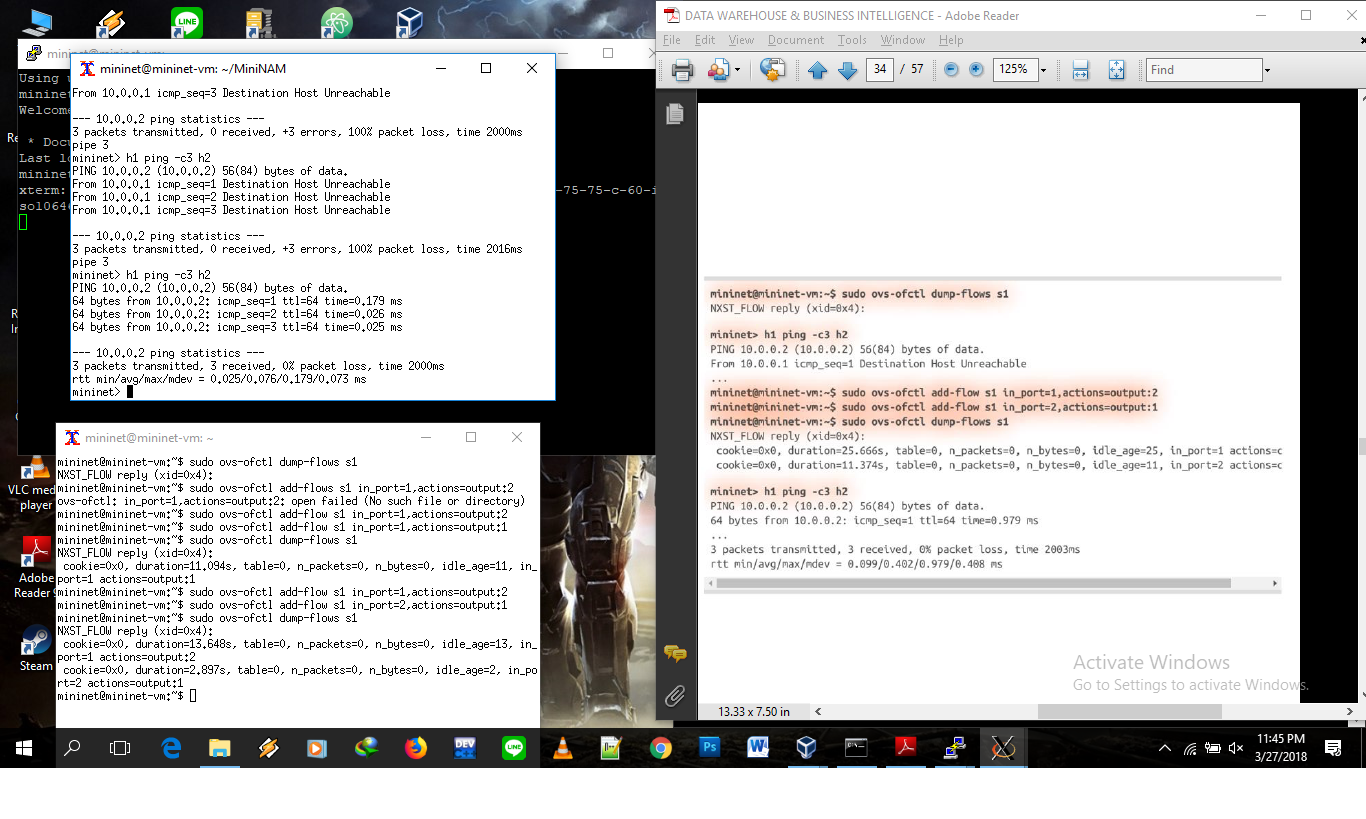 mininet@mininet-vm: ~/MiniNAM
From 10.0.0.1 icmp_seq=3 Destination Host Unreachable
--- 10.0.0.2 ping statistics ---
3 packets transmitted, 0 received, +3 errors, 100% packet loss, time 2000ms
pipe 3
mininet> h1 ping -c3 h2
PING 10.0.0.2 (10.0.0.2) 56(84) bytes of data.
From 10.0.0.1 icmp_seq=1 Destination Host Unreachable
From 10.0.0.1 icmp_seq=2 Destination Host Unreachable
From 10.0.0.1 icmp_seq=3 Destination Host Unreachable
--- 10.0.0.2 ping statistics ---
3 packets transmitted, 0 received, +3 errors, 100% packet loss, time 2016ms
pipe 3
mininet> h1 ping -c3 h2
PING 10.0.0.2 (10.0.0.2) 56(84) bytes of data.
64 bytes from 10.0.0.2: icmp_seq=1 ttl=64 time=0.179 ms
64 bytes from 10.0.0.2: icmp_seq=2 ttl=64 time=0.026 ms
64 bytes from 10.0.0.2: icmp_seq=3 ttl=64 time=0.025 ms
--- 10.0.0.2 ping statistics ---
3 packets transmitted, 3 received, 0% packet loss, time 2000ms
rtt min/avg/max/mdev = 0.025/0.076/0.179/0.073 ms
mininet>
Using
mininet
Welcome
* Docu
Last lo
mininet
xterm:
-75-75-c-60-i
sol064
mininet@mininet-vm: ~
mininet@mininet-vm:~$ sudo ovs-ofctl dump-flows s1
NXST_FLOW reply (xid=0x4):
mininet@mininet-vm:~$ sudo ovs-ofctl add-flows s1 in_port=1,actions=output:2
ovs-ofctl: in_port=1,actions=output:2: open failed (No such file or directory)
mininet@mininet-vm:~$ sudo ovs-ofctl add-flow s1 in_port=1,actions=output:2
mininet@mininet-vm:~$ sudo ovs-ofctl add-flow s1 in_port=1,actions=output:1
mininet@mininet-vm:~$ sudo ovs-ofctl dump-flows s1
NXST_FLOW reply (xid=0x4):
cookie=0x0, duration=11.094s, table=0, n_packets=0, n_bytes=0, idle_age=11, in_
port=1 actions=output:1
mininet@mininet-vm:~$ sudo ovs-ofctl add-flow s1 in_port=1,actions=output:2
mininet@mininet-vm:~$ sudo ovs-ofctl add-flow s1 in_port=2,actions=output:1
mininet@mininet-vm:~$ sudo ovs-ofctl dump-flows s1
NXST_FLOW reply (xid=0x4):
cookie=0x0, duration=13.648s, table=0, n_packets=0, n_bytes=0, idle_age=13, in_
port=1 actions=output:2
cookie=0x0, duration=2.897s, table=0, n_packets=0, n_bytes=0, idle_age=2, in_po
rt=2 actions=output:1
mininet@mininet-vm:~$
VLC med
player
Adobe
Reader 9
Steam
DATA WAREHOUSE & BUSINESS INTELLIGENCE - Adobe Reader
File Edit View Document Tools Window Help
34 / 57 125% Find
mininet@mininet-vm:~$ sudo ovs-ofctl dump-flows s1
NXST_FLOW reply (xid=0x4):
mininet> h1 ping -c3 h2
PING 10.0.0.2 (10.0.0.2) 56(84) bytes of data.
From 10.0.0.1 icmp_seq=1 Destination Host Unreachable
...
mininet@mininet-vm:~$ sudo ovs-ofctl add-flow s1 in_port=1,actions=output:2
mininet@mininet-vm:~$ sudo ovs-ofctl add-flow s1 in_port=2,actions=output:1
mininet@mininet-vm:~$ sudo ovs-ofctl dump-flows s1
NXST_FLOW reply (xid=0x4):
cookie=0x0, duration=25.666s, table=0, n_packets=0, n_bytes=0, idle_age=25, in_port=1 actions=c
cookie=0x0, duration=11.374s, table=0, n_packets=0, n_bytes=0, idle_age=11, in_port=2 actions=c
mininet> h1 ping -c3 h2
PING 10.0.0.2 (10.0.0.2) 56(84) bytes of data.
64 bytes from 10.0.0.2: icmp_seq=1 ttl=64 time=0.979 ms
...
3 packets transmitted, 3 received, 0% packet loss, time 2003ms
rtt min/avg/max/mdev = 0.099/0.402/0.979/0.408 ms
Activate Windows
Go to Settings to activate Windows.
13.33 x 7.50 in
11:45 PM
3/27/2018